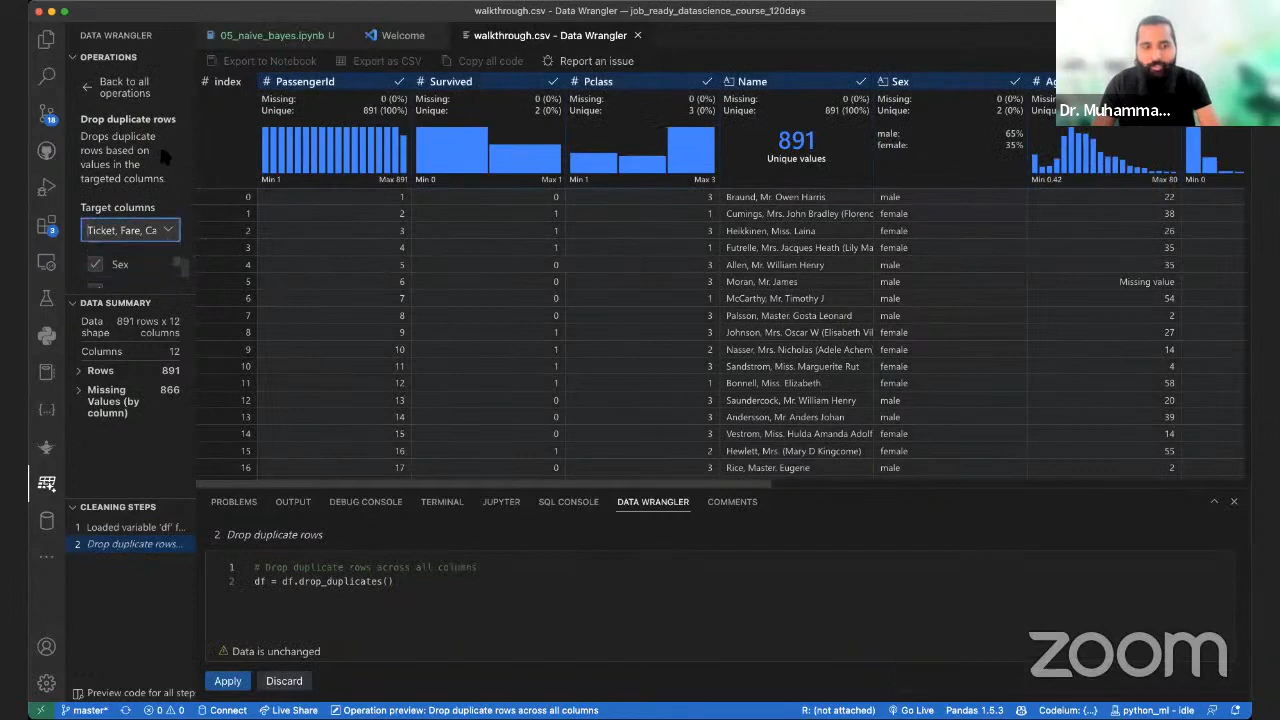 walkthrough.csv - Data Wrangler — job_ready_datascience_course_120days
DATA WRANGLER
05_naive_bayes.ipynb U
Welcome
walkthrough.csv - Data Wrangler
OPERATIONS
Export to Notebook
Export as CSV
Copy all code
Report an issue
Back to all
operations
Drop duplicate rows
Drops duplicate
rows based on
values in the
targeted columns.
Target columns
Ticket, Fare, Ca
Sex
DATA SUMMARY
Data shape 891 rows x 12 columns
Columns 12
Rows 891
Missing Values (by column) 866
CLEANING STEPS
1 Loaded variable 'df' f...
2 Drop duplicate rows...
Preview code for all step
18
3
# index # PassengerId # Survived # Pclass Name Sex
Missing: 0 (0%) Missing: 0 (0%) Missing: 0 (0%) Missing: 0 (0%) Missing: 0 (0%)
Unique: 891 (100%) Unique: 2 (0%) Unique: 3 (0%) Unique: 891 (100%) Unique: 2 (0%)
891
Unique values
male: 65%
female: 35%
Min 1 Max 891 Min 0 Max 1 Min 1 Max 3 Min 0.42 Max 80 Min 0
0 1 0 3 Braund, Mr. Owen Harris male 22
1 2 1 1 Cumings, Mrs. John Bradley (Florenc female 38
2 3 1 3 Heikkinen, Miss. Laina female 26
3 4 1 1 Futrelle, Mrs. Jacques Heath (Lily Ma female 35
4 5 0 3 Allen, Mr. William Henry male 35
5 6 0 3 Moran, Mr. James male Missing value
6 7 0 1 McCarthy, Mr. Timothy J male 54
7 8 0 3 Palsson, Master. Gosta Leonard male 2
8 9 1 3 Johnson, Mrs. Oscar W (Elisabeth Vil female 27
9 10 1 2 Nasser, Mrs. Nicholas (Adele Achem female 14
10 11 1 3 Sandstrom, Miss. Marguerite Rut female 4
11 12 1 1 Bonnell, Miss. Elizabeth female 58
12 13 0 3 Saundercock, Mr. William Henry male 20
13 14 0 3 Andersson, Mr. Anders Johan male 39
14 15 0 3 Vestrom, Miss. Hulda Amanda Adolf female 14
15 16 1 2 Hewlett, Mrs. (Mary D Kingcome) female 55
16 17 0 3 Rice, Master. Eugene male 2
Dr. Muhamma...
PROBLEMS OUTPUT DEBUG CONSOLE TERMINAL JUPYTER SQL CONSOLE DATA WRANGLER COMMENTS
2 Drop duplicate rows
1 # Drop duplicate rows across all columns
2 df = df.drop_duplicates()
Data is unchanged
Apply Discard
zoom
master* 0 0 Connect Live Share Operation preview: Drop duplicate rows across all columns R: (not attached) Go Live Pandas 1.5.3 Codeium: {...} python_ml - idle